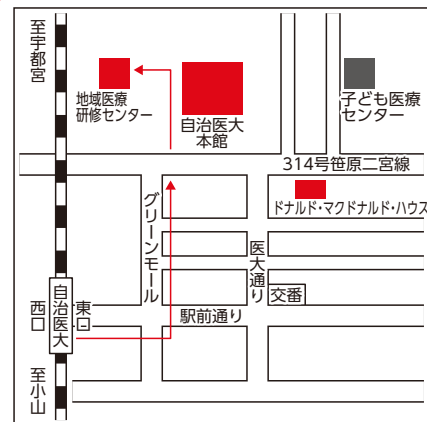 至宇都宮
地域医療
研修センター
自治医大
本館
子ども医療
センター
314号笹原二宮線
ドナルド・マクドナルド・ハウス
グリーンモール
医大通り
交番
駅前通り
西口
自治医大
東口
至小山